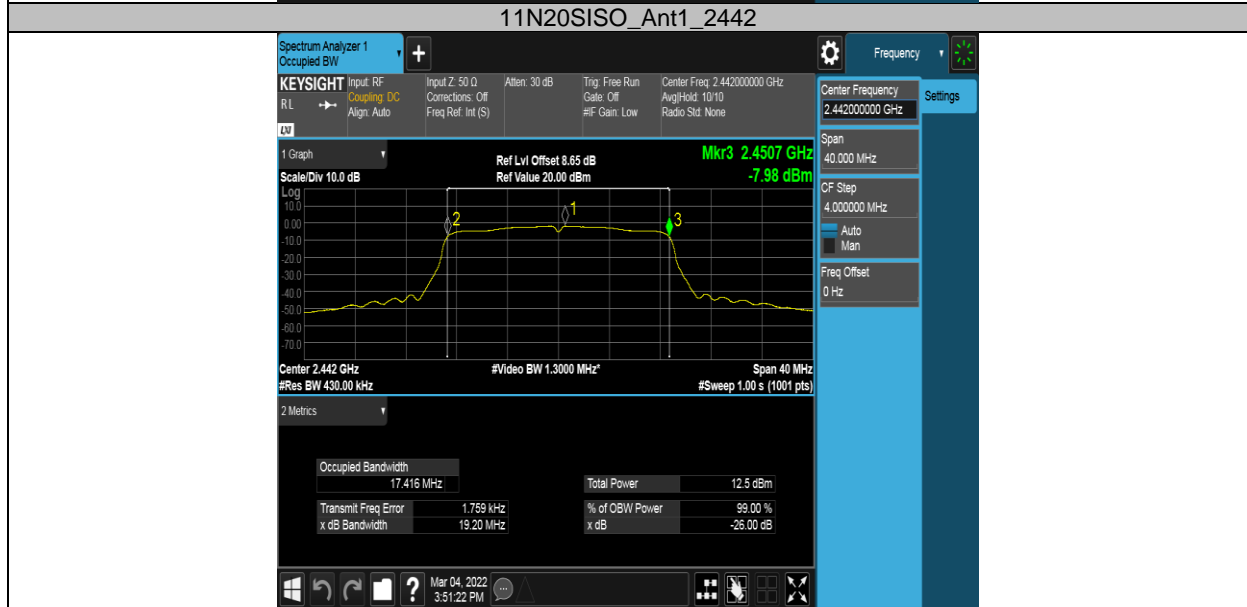 11N20SISO_Ant1_2442
Spectrum Analyzer 1
Occupied BW
+
Frequency
KEYSIGHT
RL
LXI
Input: RF
Coupling: DC
Align: Auto
Input Z: 50 Ω
Corrections: Off
Freq Ref: Int (S)
Atten: 30 dB
Trig: Free Run
Gate: Off
#IF Gain: Low
Center Freq: 2.442000000 GHz
Avg|Hold: 10/10
Radio Std: None
Center Frequency
2.442000000 GHz
Settings
Span
40.000 MHz
CF Step
4.000000 MHz
Auto
Man
Freq Offset
0 Hz
1 Graph
Scale/Div 10.0 dB
Ref Lvl Offset 8.65 dB
Ref Value 20.00 dBm
Mkr3 2.4507 GHz
-7.98 dBm
Log
10.0
0.00
-10.0
-20.0
-30.0
-40.0
-50.0
-60.0
-70.0
2
1
3
Center 2.442 GHz
#Video BW 1.3000 MHz*
Span 40 MHz
#Res BW 430.00 kHz
#Sweep 1.00 s (1001 pts)
2 Metrics
Occupied Bandwidth
17.416 MHz
Total Power 12.5 dBm
Transmit Freq Error 1.759 kHz
% of OBW Power 99.00 %
x dB Bandwidth 19.20 MHz
x dB -26.00 dB
?
Mar 04, 2022
3:51:22 PM